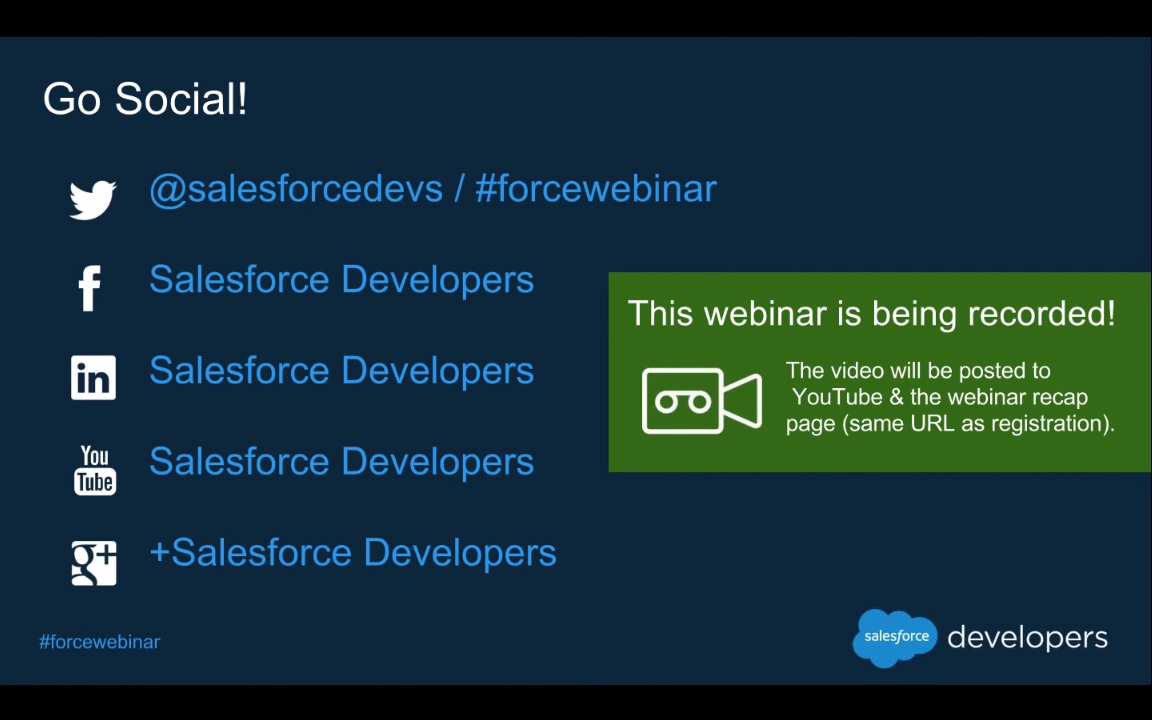 Go Social!
@salesforcedevs / #forcewebinar
Salesforce Developers
This webinar is being recorded!
The video will be posted to
YouTube & the webinar recap
page (same URL as registration).
in
Salesforce Developers
You
Tube
Salesforce Developers
g+
+Salesforce Developers
#forcewebinar
salesforce developers